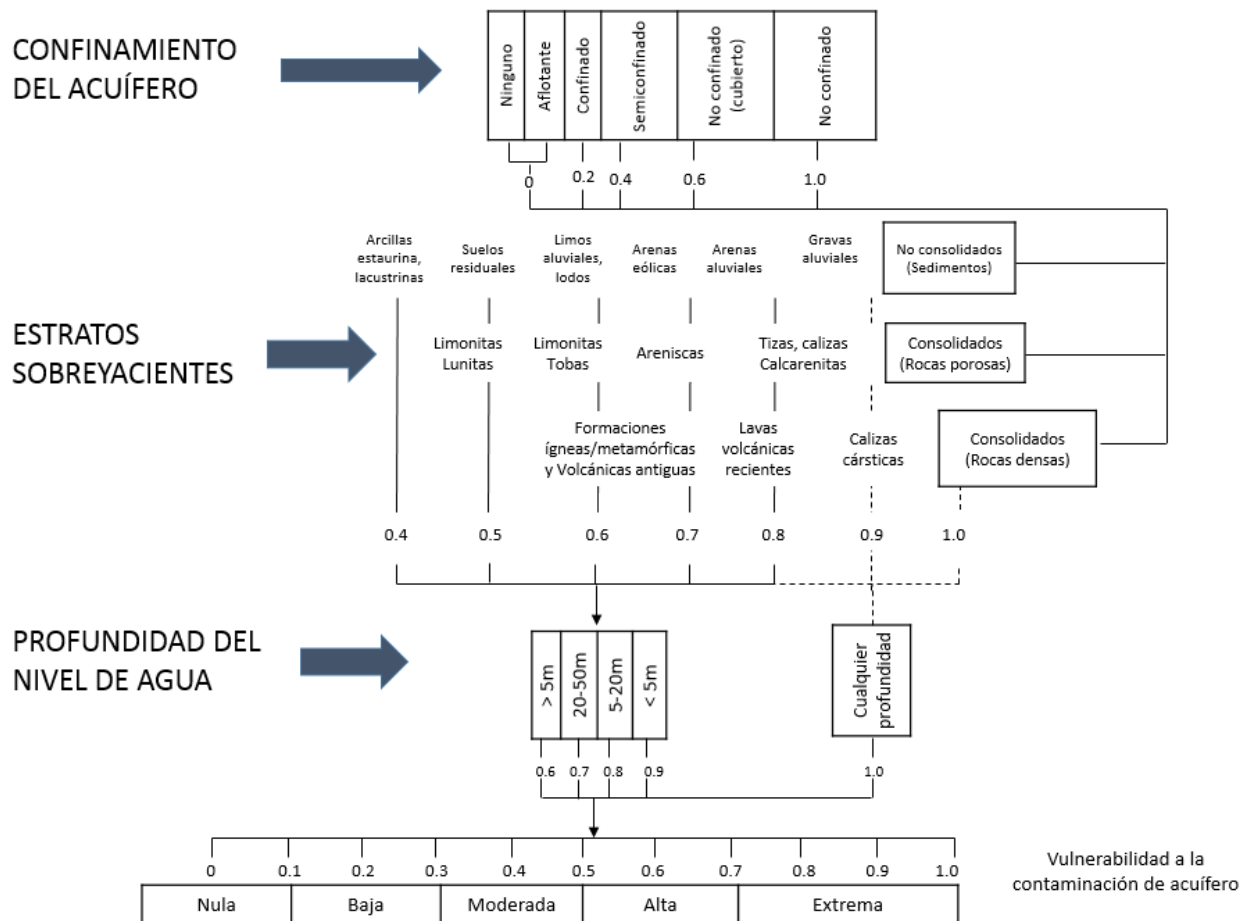 CONFINAMIENTO
DEL ACUÍFERO
Ninguno
Aflotante
Confinado
Semiconfinado
No confinado
(cubierto)
No confinado
0
0.2
0.4
0.6
1.0
Arcillas
estaurina,
lacustrinas
Suelos
residuales
Limos
aluviales,
lodos
Arenas
eólicas
Arenas
aluviales
Gravas
aluviales
No consolidados
(Sedimentos)
ESTRATOS
SOBREYACIENTES
Limonitas
Lunitas
Limonitas
Tobas
Areniscas
Tizas, calizas
Calcarenitas
Consolidados
(Rocas porosas)
Formaciones
ígneas/metamórficas
y Volcánicas antiguas
Lavas
volcánicas
recientes
Calizas
cársticas
Consolidados
(Rocas densas)
0.4
0.5
0.6
0.7
0.8
0.9
1.0
PROFUNDIDAD DEL
NIVEL DE AGUA
> 5m
20-50m
5-20m
< 5m
Cualquier
profundidad
0.6
0.7
0.8
0.9
1.0
0
0.1
0.2
0.3
0.4
0.5
0.6
0.7
0.8
0.9
1.0
Nula
Baja
Moderada
Alta
Extrema
Vulnerabilidad a la
contaminación de acuífero